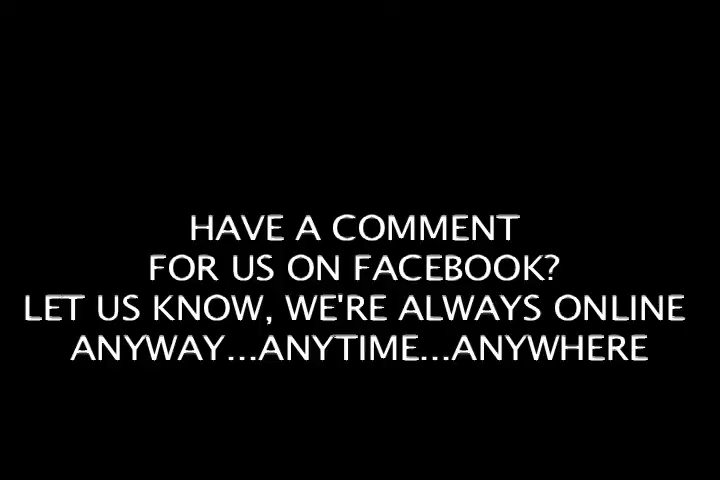 HAVE A COMMENT
FOR US ON FACEBOOK?
LET US KNOW, WE'RE ALWAYS ONLINE
ANYWAY...ANYTIME...ANYWHERE